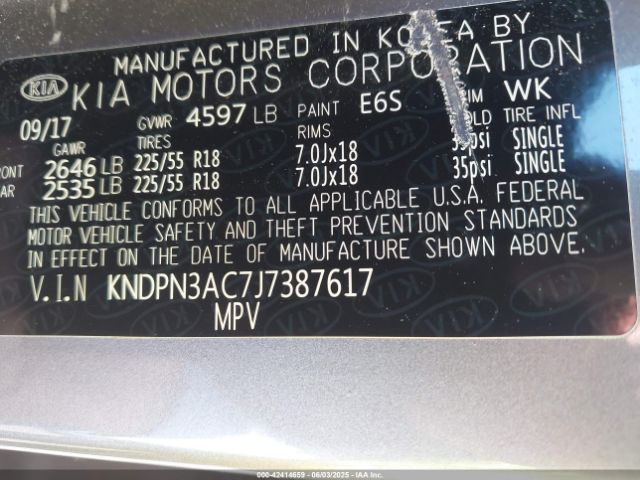 MANUFACTURED IN KOREA BY
KIA KIA MOTORS CORPORATION
09/17 GVWR 4597 LB PAINT E6S WK
GAWR TIRES RIMS TIRE INFL
2646 LB 225/55 R18 7.0Jx18 SINGLE
2535 LB 225/55 R18 7.0Jx18 35psi SINGLE
THIS VEHICLE CONFORMS TO ALL APPLICABLE U.S.A. FEDERAL
MOTOR VEHICLE SAFETY AND THEFT PREVENTION STANDARDS
IN EFFECT ON THE DATE OF MANUFACTURE SHOWN ABOVE.
V.I.N KNDPN3AC7J7387617
MPV
000-42414659 - 06/03/2025 - IAAI.COM